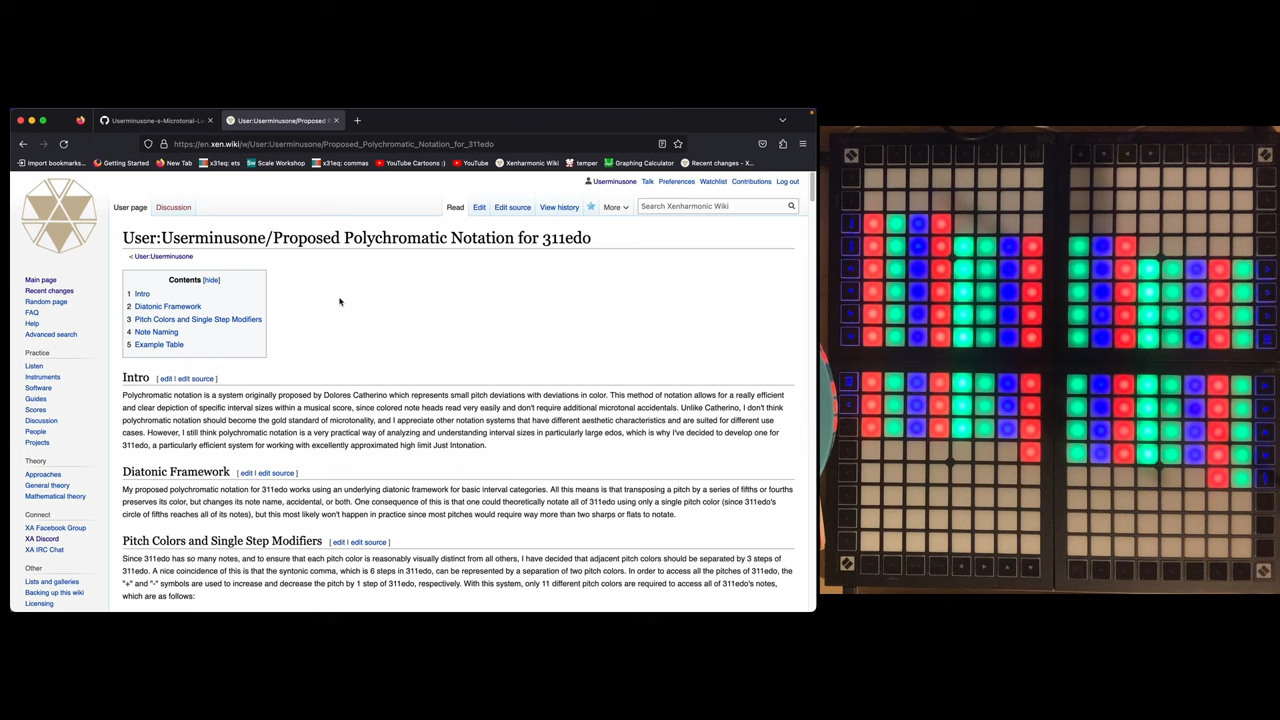 Userminusone-s-Microtonal-La
User:Userminusone/Proposed P
https://en.xen.wiki/w/User:Userminusone/Proposed_Polychromatic_Notation_for_311edo
Import bookmarks... Getting Started New Tab x31eq: ets Scale Workshop x31eq: commas YouTube Cartoons :) YouTube Xenharmonic Wiki temper Graphing Calculator Recent changes - X...
Userminusone Talk Preferences Watchlist Contributions Log out
User page Discussion Read Edit Edit source View history More Search Xenharmonic Wiki
User:Userminusone/Proposed Polychromatic Notation for 311edo
< User:Userminusone
Main page
Recent changes
Random page
FAQ
Help
Advanced search
Practice
Listen
Instruments
Software
Guides
Scores
Discussion
People
Projects
Theory
Approaches
General theory
Mathematical theory
Connect
XA Facebook Group
XA Discord
XA IRC Chat
Other
Lists and galleries
Backing up this wiki
Licensing
Contents [hide]
1 Intro
2 Diatonic Framework
3 Pitch Colors and Single Step Modifiers
4 Note Naming
5 Example Table
Intro [ edit | edit source ]
Polychromatic notation is a system originally proposed by Dolores Catherino which represents small pitch deviations with deviations in color. This method of notation allows for a really efficient
and clear depiction of specific interval sizes within a musical score, since colored note heads read very easily and don't require additional microtonal accidentals. Unlike Catherino, I don't think
polychromatic notation should become the gold standard of microtonality, and I appreciate other notation systems that have different aesthetic characteristics and are suited for different use
cases. However, I still think polychromatic notation is a very practical way of analyzing and understanding interval sizes in particularly large edos, which is why I've decided to develop one for
311edo, a particularly efficient system for working with excellently approximated high limit Just Intonation.
Diatonic Framework [ edit | edit source ]
My proposed polychromatic notation for 311edo works using an underlying diatonic framework for basic interval categories. All this means is that transposing a pitch by a series of fifths or fourths
preserves its color, but changes its note name, accidental, or both. One consequence of this is that one could theoretically notate all of 311edo using only a single pitch color (since 311edo's
circle of fifths reaches all of its notes), but this most likely won't happen in practice since most pitches would require way more than two sharps or flats to notate.
Pitch Colors and Single Step Modifiers [ edit | edit source ]
Since 311edo has so many notes, and to ensure that each pitch color is reasonably visually distinct from all others, I have decided that adjacent pitch colors should be separated by 3 steps of
311edo. A nice coincidence of this is that the syntonic comma, which is 6 steps in 311edo, can be represented by a separation of two pitch colors. In order to access all the pitches of 311edo, the
"+" and "-" symbols are used to increase and decrease the pitch by 1 step of 311edo, respectively. With this system, only 11 different pitch colors are required to access all of 311edo's notes,
which are as follows: